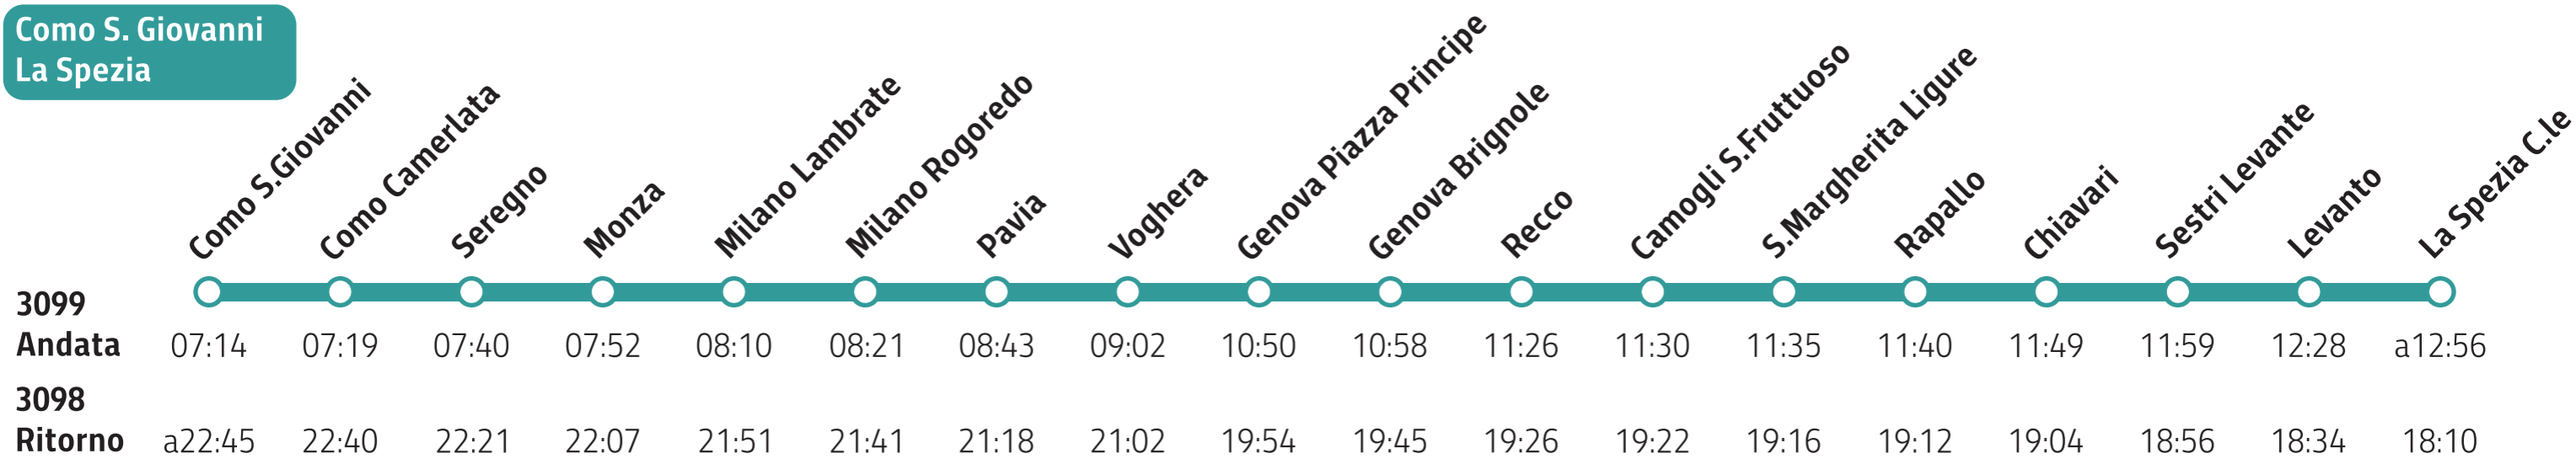 Como S. Giovanni
La Spezia
Como S.Giovanni
Como Camerlata
Seregno
Monza
Milano Lambrate
Milano Rogoredo
Pavia
Voghera
Genova Piazza Principe
Genova Brignole
Recco
Camogli S.Fruttuoso
S.Margherita Ligure
Rapallo
Chiavari
Sestri Levante
Levanto
La Spezia C.le
3099
Andata 07:14 07:19 07:40 07:52 08:10 08:21 08:43 09:02 10:50 10:58 11:26 11:30 11:35 11:40 11:49 11:59 12:28 a12:56
3098
Ritorno a22:45 22:40 22:21 22:07 21:51 21:41 21:18 21:02 19:54 19:45 19:26 19:22 19:16 19:12 19:04 18:56 18:34 18:10